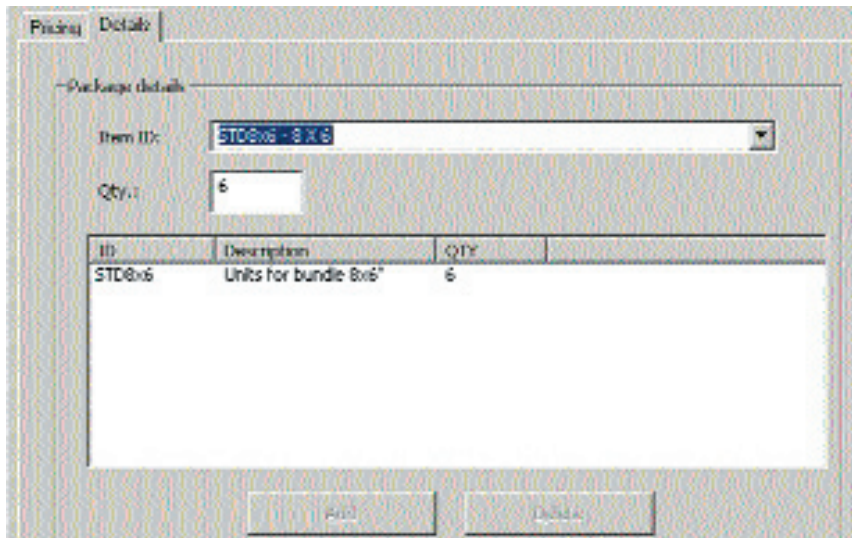 Pricing Details
Package details
Item ID: STD8x6 - 8 X 6
Qty.: 6
ID Description QTY
STD8x6 Units for bundle 8x6"
6
Add